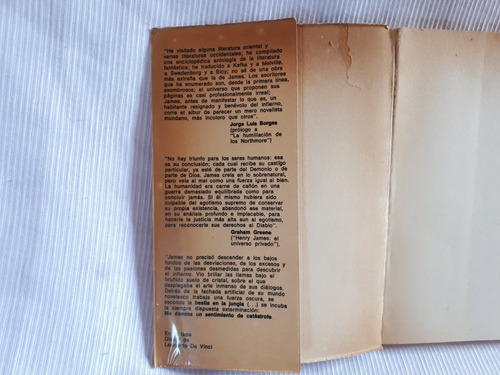 "He visitado alguna literatura oriental y
varias literaturas occidentales; he compilado
una enciclopédica antología de la literatura
fantástica; he traducido a Kafka y a Melville,
a Swedenborg y a Bloy; no sé de una obra
más extraña que la de James. Los escritores
que he enumerado son, desde la primera línea,
asombrosos; el universo que proponen sus
páginas es casi profesionalmente irreal;
James, antes de manifestar lo que es, un
habitante resignado y benévolo del infierno,
corre el albur de parecer un mero novelista
mundano, más incoloro que otros".
Jorge Luis Borges
(prólogo a
"La humillación de
los Northmore")
"No hay triunfo para los seres humanos: esa
es su conclusión; cada cual recibe su castigo
particular, ya esté de parte del Demonio o de
parte de Dios. James creía en lo sobrenatural,
pero veía al mal como una fuerza igual al bien.
La humanidad era carne de cañón en una
guerra demasiado equilibrada como para
concluir jamás. Si él mismo hubiera sido
culpable del egotismo supremo de conservar
su propia existencia, abandonó ese material,
en su análisis profundo e implacable, para
hacerle la justicia más alta aun al egotismo,
para reconocerle sus derechos al Diablo".
Graham Greene
("Henry James: el
universo privado").
"James no precisó descender a los bajos
fondos de las desviaciones, de los excesos y
de las pasiones desmedidas para descubrir
el infierno. Vio brillar las llamas bajo el
bruñido suelo de cristal, sobre el que
desplegaba el arte inmenso de sus diálogos.
Detrás de la fachada artificial de su mundo
novelesco trabaja una fuerza oscura, se
esconde la bestia en la jungla (...) se incuba
la siempre dispuesta exterminación:
Me domina un sentimiento de catástrofe
En la tapa
de
Leonardo Da Vinci